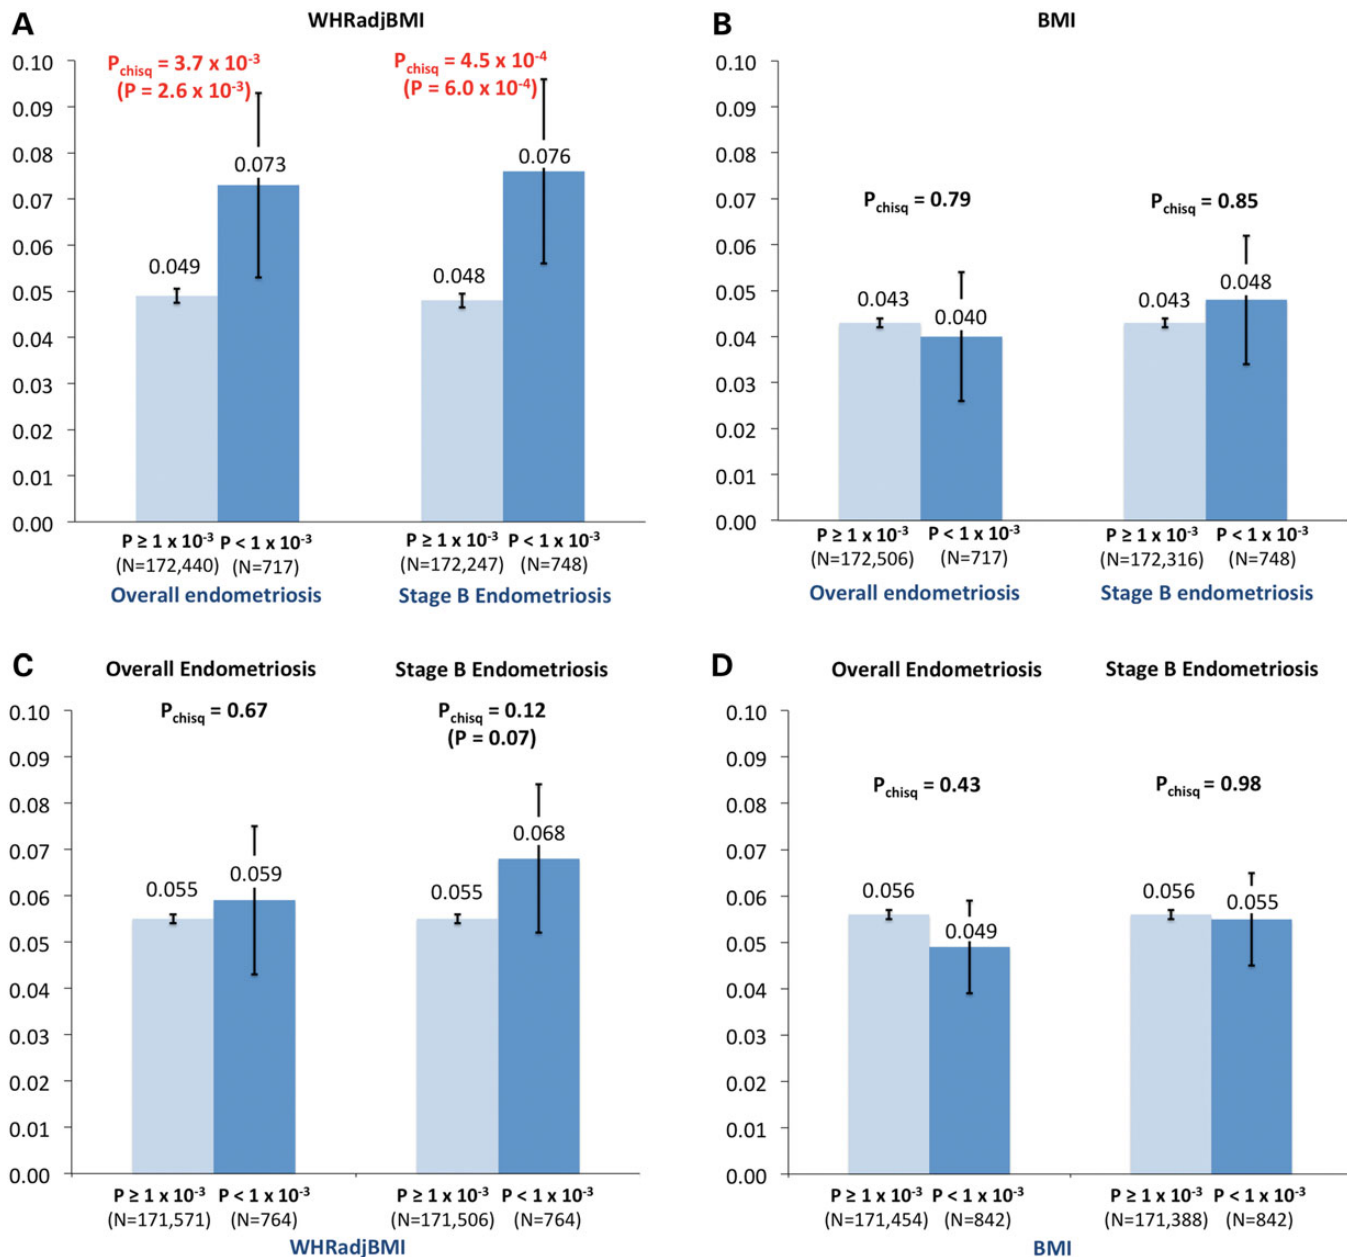 A
WHRadjBMI
P_chisq = 3.7 x 10⁻³
(P = 2.6 x 10⁻³)
P_chisq = 4.5 x 10⁻⁴
(P = 6.0 x 10⁻⁴)
0.10
0.09
0.08
0.07
0.06
0.05
0.04
0.03
0.02
0.01
0.00
0.049
0.073
0.048
0.076
P ≥ 1 x 10⁻³ P < 1 x 10⁻³
(N=172,440) (N=717)
Overall endometriosis
P ≥ 1 x 10⁻³ P < 1 x 10⁻³
(N=172,247) (N=748)
Stage B Endometriosis
B
BMI
P_chisq = 0.79
P_chisq = 0.85
0.10
0.09
0.08
0.07
0.06
0.05
0.04
0.03
0.02
0.01
0.00
0.043
0.040
0.043
0.048
P ≥ 1 x 10⁻³ P < 1 x 10⁻³
(N=172,506) (N=717)
Overall endometriosis
P ≥ 1 x 10⁻³ P < 1 x 10⁻³
(N=172,316) (N=748)
Stage B endometriosis
C
Overall Endometriosis
Stage B Endometriosis
P_chisq = 0.67
P_chisq = 0.12
(P = 0.07)
0.10
0.09
0.08
0.07
0.06
0.05
0.04
0.03
0.02
0.01
0.00
0.055
0.059
0.055
0.068
P ≥ 1 x 10⁻³ P < 1 x 10⁻³
(N=171,571) (N=764)
P ≥ 1 x 10⁻³ P < 1 x 10⁻³
(N=171,506) (N=764)
WHRadjBMI
D
Overall Endometriosis
Stage B Endometriosis
P_chisq = 0.43
P_chisq = 0.98
0.10
0.09
0.08
0.07
0.06
0.05
0.04
0.03
0.02
0.01
0.00
0.056
0.049
0.056
0.055
P ≥ 1 x 10⁻³ P < 1 x 10⁻³
(N=171,454) (N=842)
P ≥ 1 x 10⁻³ P < 1 x 10⁻³
(N=171,388) (N=842)
BMI